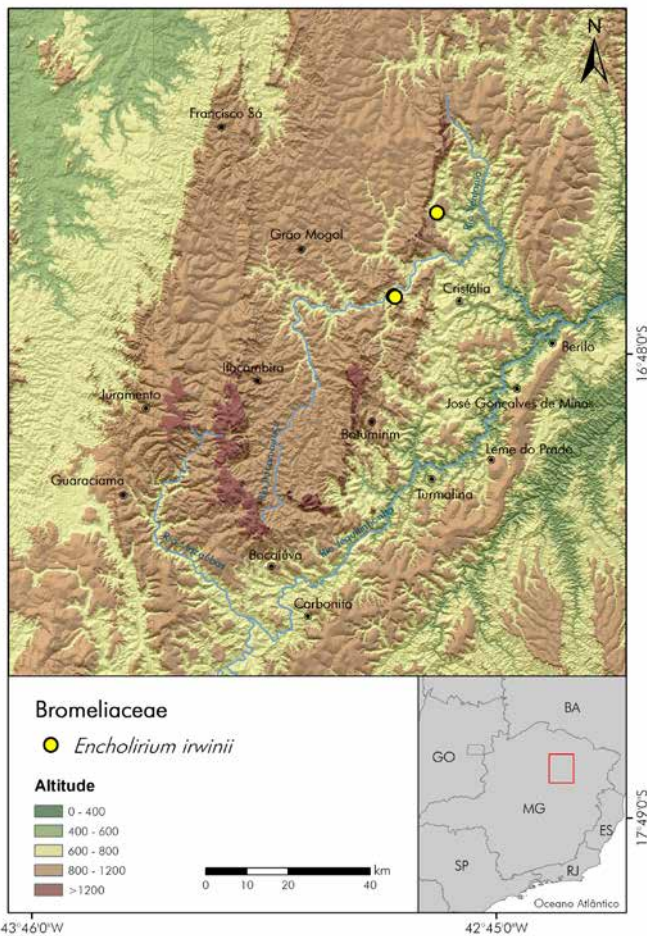 N
Francisco Sá
Grão Mogol
Cristália
16°48'0"S
Berilo
Itacambira
Juramento
José Gonçalves de Minas
Botumirim
Leme do Prado
Guaraciama
Turmalina
Rio Jequitinhonha
Bocaiúva
Carbonita
Bromeliaceae
Encholirium irwinii
Altitude
0 - 400
400 - 600
600 - 800
800 - 1200
>1200
km
0 10 20 40
BA
GO
MG
ES
SP
RJ
Oceano Atlântico
17°49'0"S
43°46'0"W
42°45'0"W